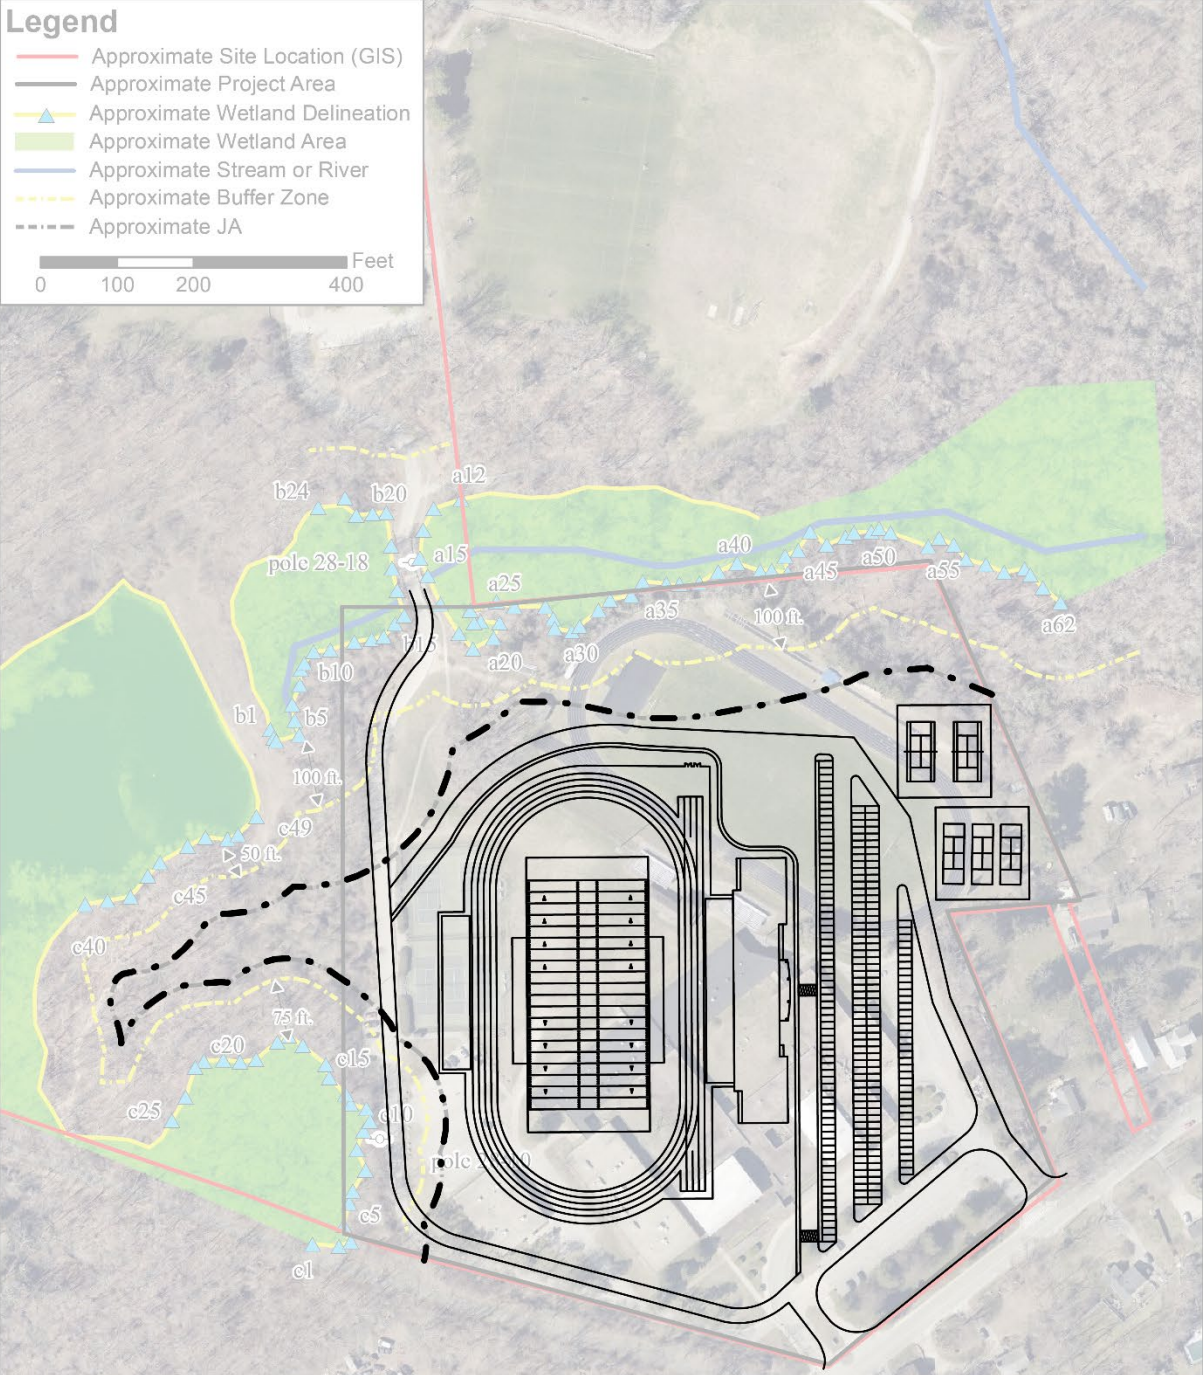 Legend
Approximate Site Location (GIS)
Approximate Project Area
Approximate Wetland Delineation
Approximate Wetland Area
Approximate Stream or River
Approximate Buffer Zone
Approximate JA
Feet
0 100 200 400
a12
b24
b20
pole 28-18
a15
a40
a50
a45
a55
a25
a35
100 ft.
a62
b15
a20
a30
b10
b1
b5
100 ft.
c49
50 ft.
c45
c40
75 ft.
c20
c15
c25
c10
pole
c5
c1